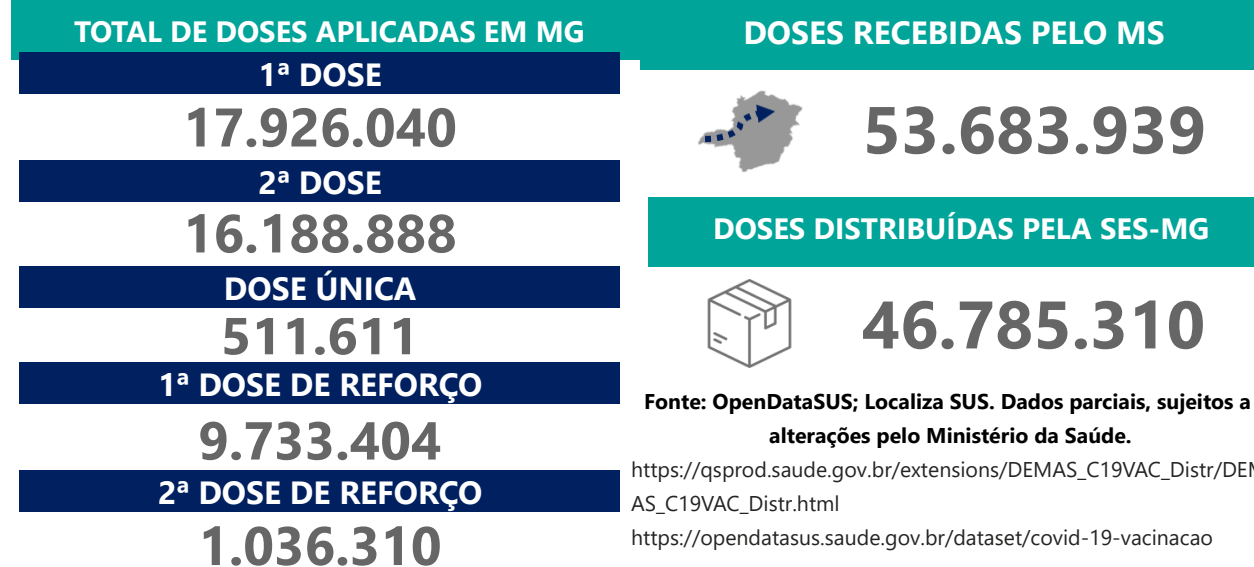 TOTAL DE DOSES APLICADAS EM MG
1ª DOSE
17.926.040
2ª DOSE
16.188.888
DOSE ÚNICA
511.611
1ª DOSE DE REFORÇO
9.733.404
2ª DOSE DE REFORÇO
1.036.310
DOSES RECEBIDAS PELO MS
53.683.939
DOSES DISTRIBUÍDAS PELA SES-MG
46.785.310
Fonte: OpenDataSUS; Localiza SUS. Dados parciais, sujeitos a
alterações pelo Ministério da Saúde.
https://qsprod.saude.gov.br/extensions/DEMAS_C19VAC_Distr/DEM
AS_C19VAC_Distr.html
https://opendatasus.saude.gov.br/dataset/covid-19-vacinacao